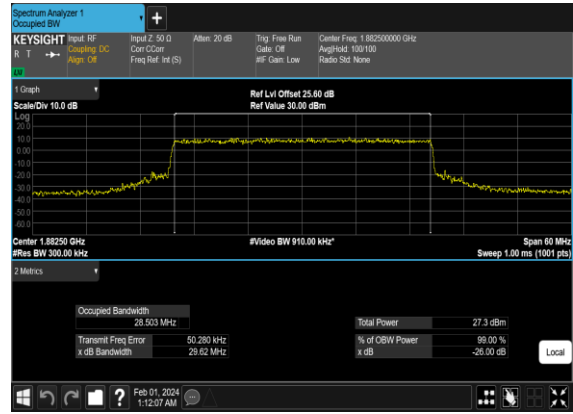 Spectrum Analyzer 1
Occupied BW
+
KEYSIGHT Input: RF Input Z: 50 Ω Atten: 20 dB Trig: Free Run Center Freq: 1.882500000 GHz
R T Coupling: DC Corr CCorr Gate: Off Avg|Hold: 100/100
Align: Off Freq Ref: Int (S) #IF Gain: Low Radio Std: None
LW
1 Graph
Scale/Div 10.0 dB
Ref Lvl Offset 25.60 dB
Ref Value 30.00 dBm
Log
20.0
10.0
0.00
-10.0
-20.0
-30.0
-40.0
-50.0
-60.0
Center 1.88250 GHz #Video BW 910.00 kHz* Span 60 MHz
#Res BW 300.00 kHz Sweep 1.00 ms (1001 pts)
2 Metrics
Occupied Bandwidth
28.503 MHz
Total Power 27.3 dBm
Transmit Freq Error 50.280 kHz % of OBW Power 99.00 %
x dB Bandwidth 29.62 MHz x dB -26.00 dB
Local
? Feb 01, 2024
1:12:07 AM